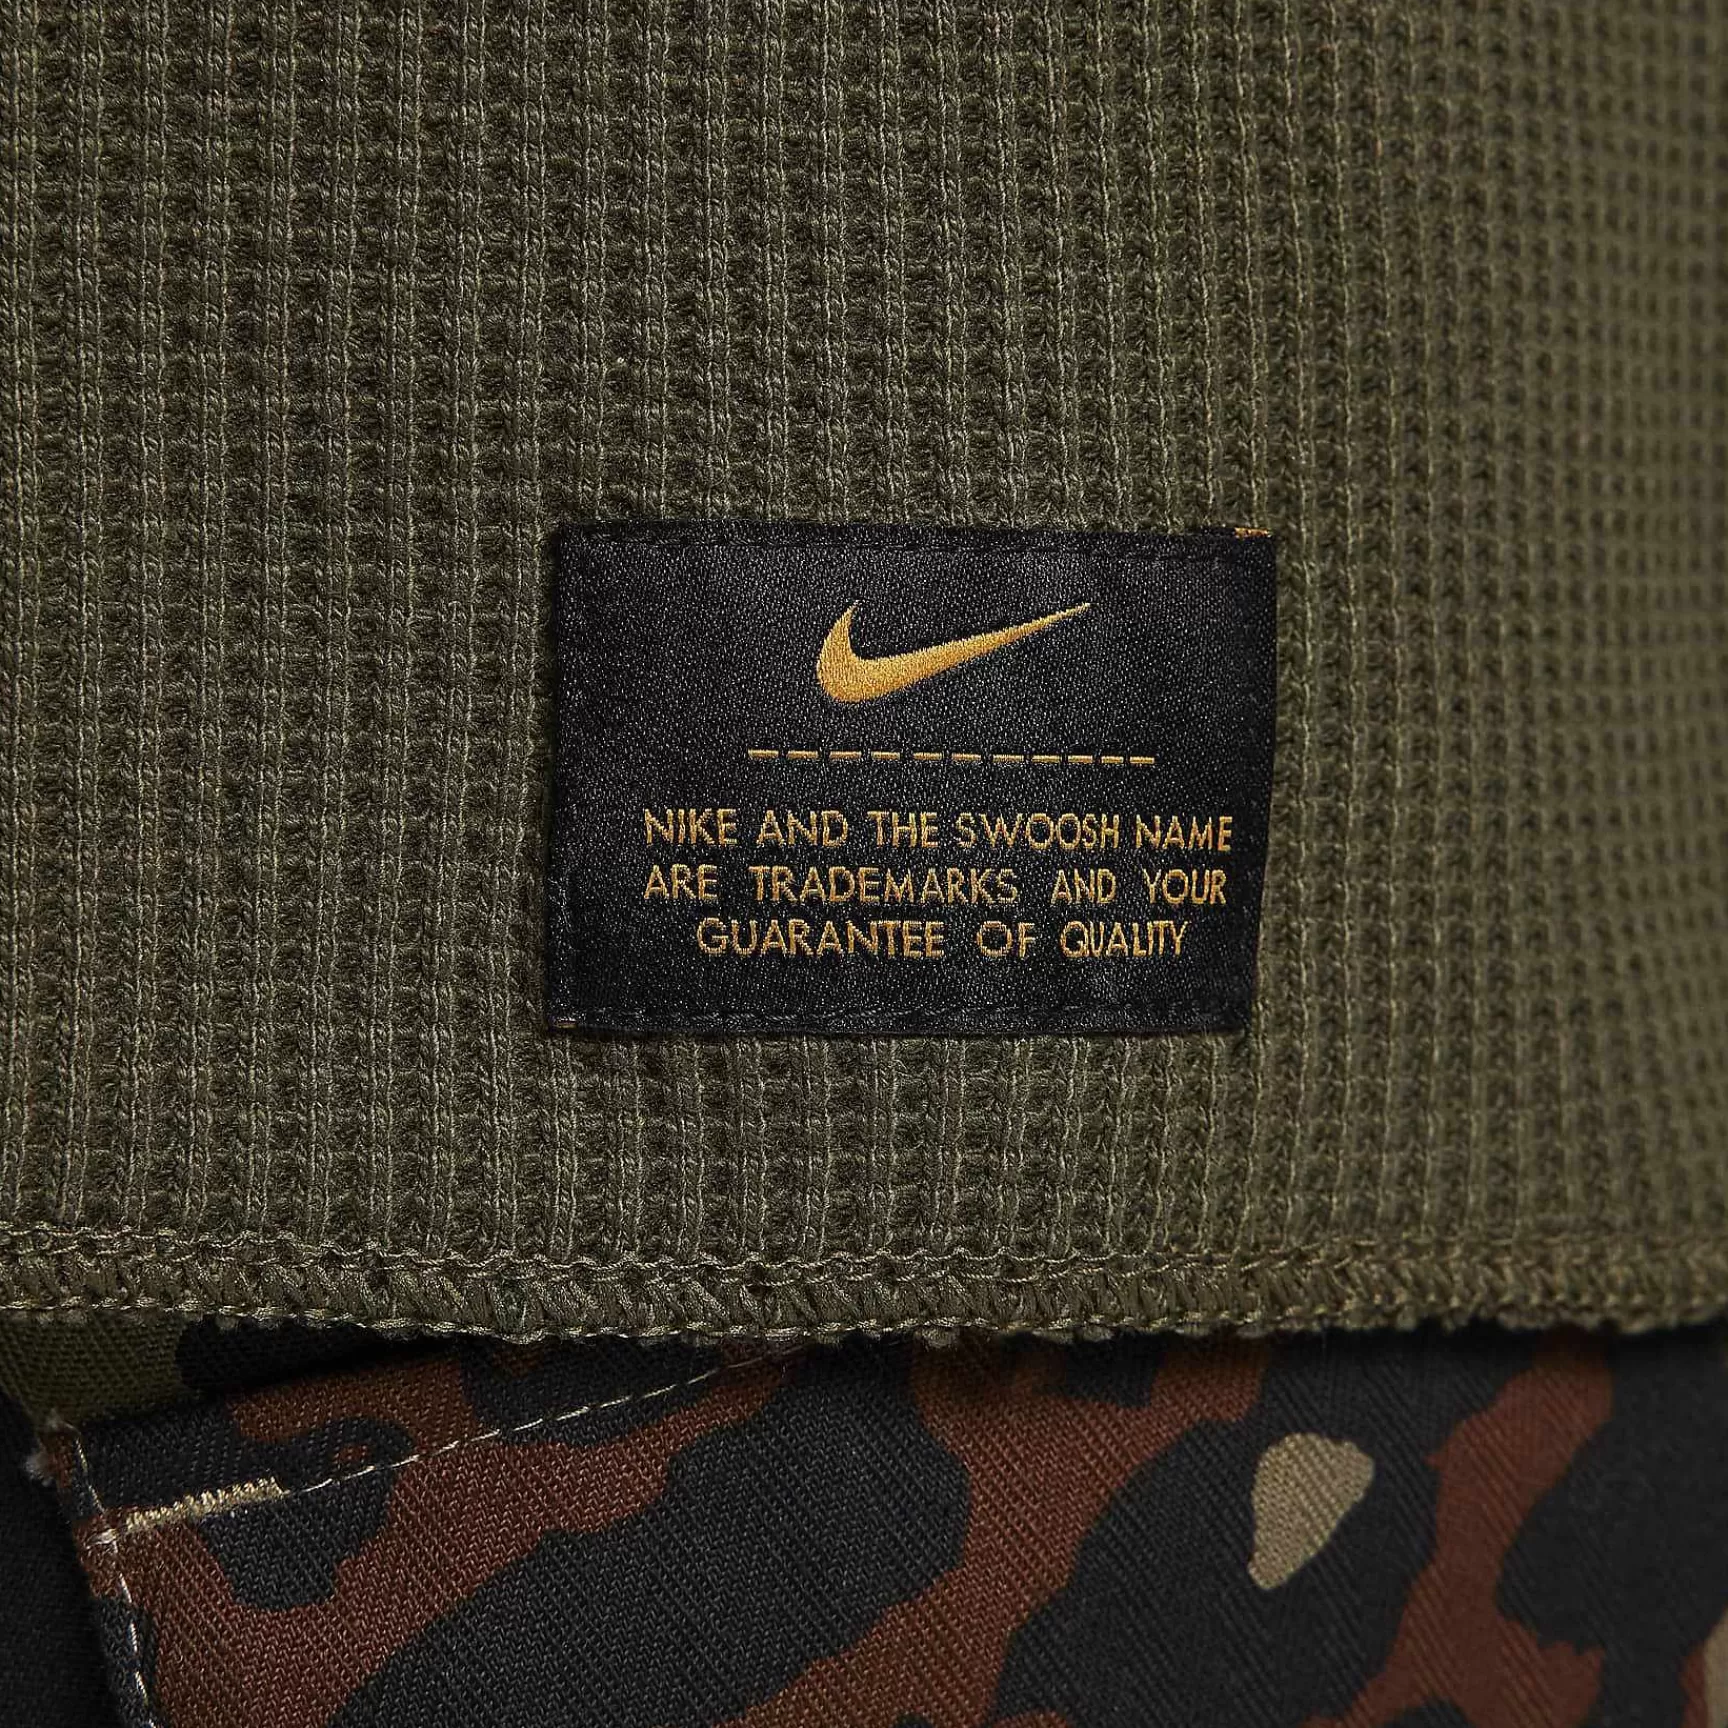 NIKE AND THE SWOOSH NAME
ARE TRADEMARKS AND YOUR
GUARANTEE OF QUALITY